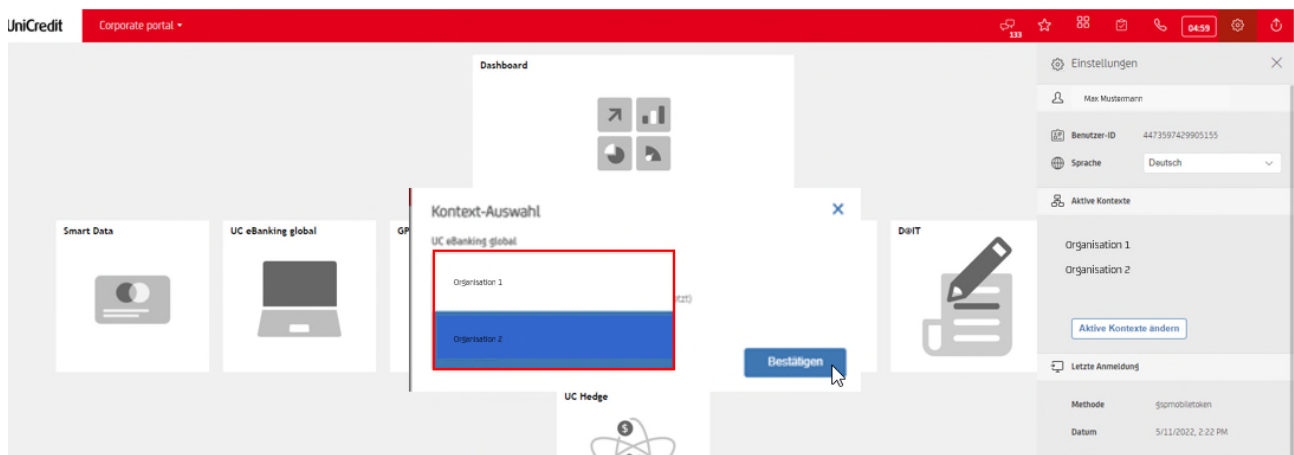 UniCredit Corporate portal
133
04:59
Dashboard
Smart Data
UC eBanking global
GP
D@IT
UC Hedge
$
Kontext-Auswahl
UC eBanking global
Organisation 1
tzt)
Organisation 2
Bestätigen
Einstellungen
Max Mustermann
Benutzer-ID 4473597429905155
Sprache Deutsch
Aktive Kontexte
Organisation 1
Organisation 2
Aktive Kontexte ändern
Letzte Anmeldung
Methode gspmobiletoken
Datum 5/11/2022, 2:22 PM